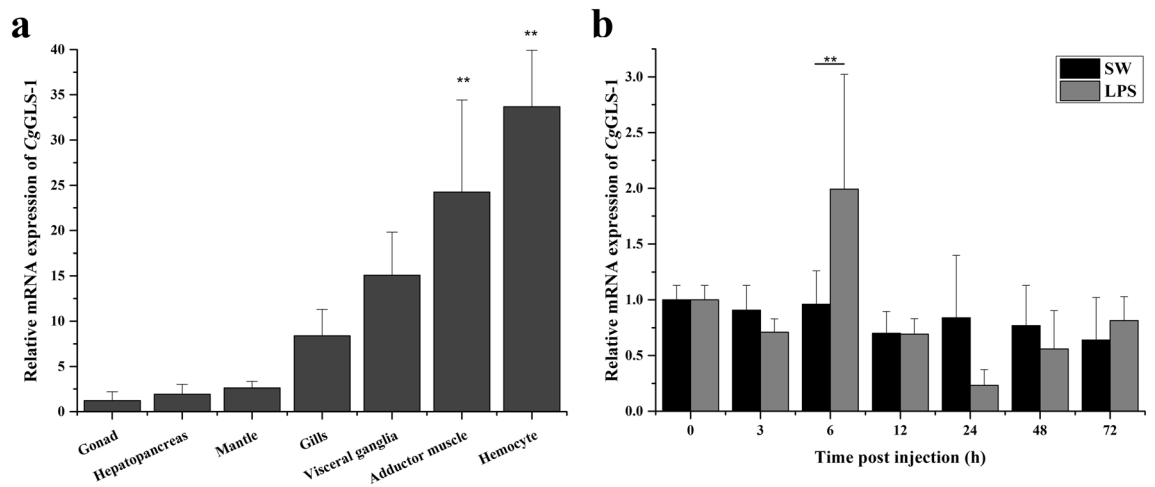 a
Relative mRNA expression of CgGLS-1
40
35
30
25
20
15
10
5
0
**
**
Gonad
Hepatopancreas
Mantle
Gills
Visceral ganglia
Adductor muscle
Hemocyte
b
Relative mRNA expression of CgGLS-1
3.0
2.5
2.0
1.5
1.0
0.5
0.0
**
SW
LPS
0
3
6
12
24
48
72
Time post injection (h)